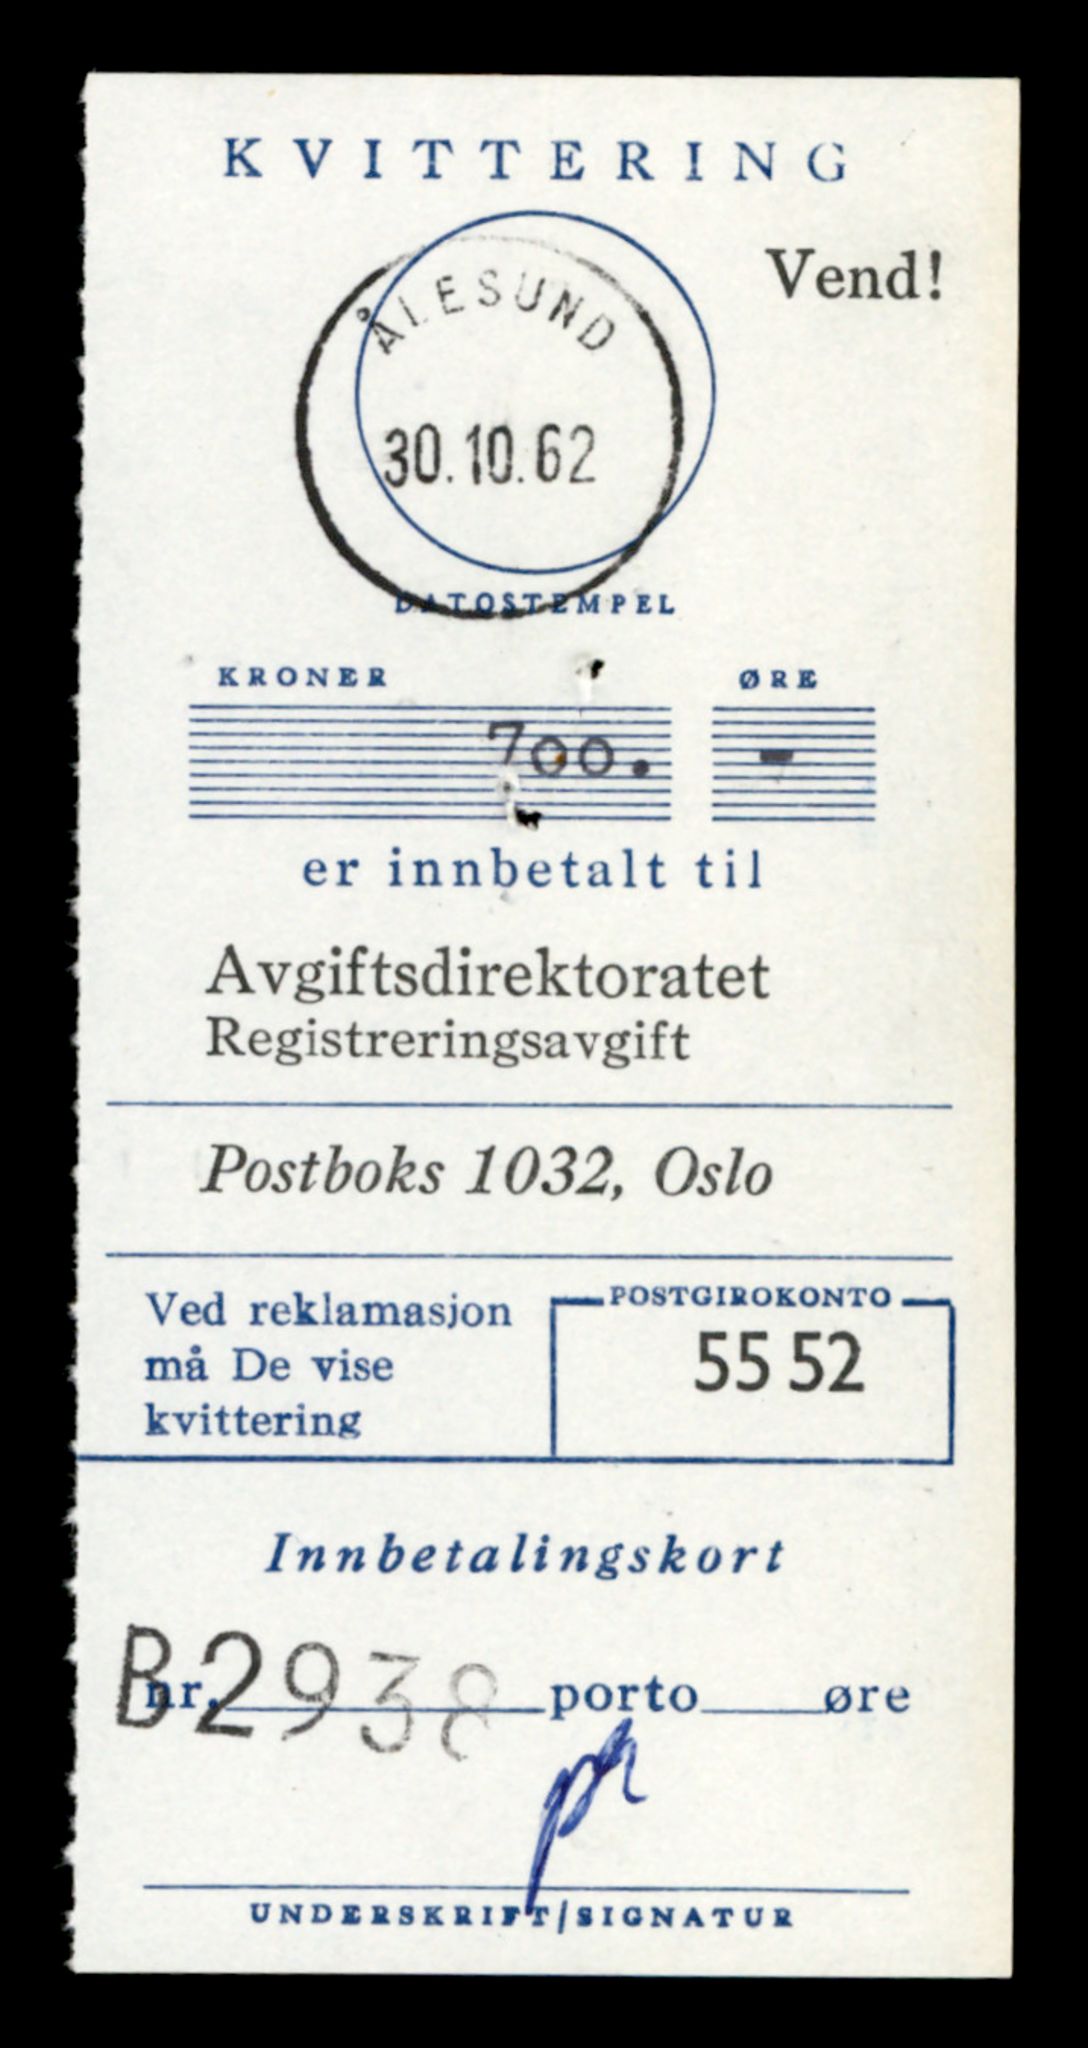 KVITTERING
Vend!
ÅLESUND
30.10.62
DATOSTEMPEL
KRONER ØRE
700. -
er innbetalt til
Avgiftsdirektoratet
Registreringsavgift
Postboks 1032, Oslo
Ved reklamasjon
må De vise
kvittering
POSTGIROKONTO
55 52
Innbetalingskort
nr. B2938 porto øre
UNDERSKRIFT/SIGNATUR